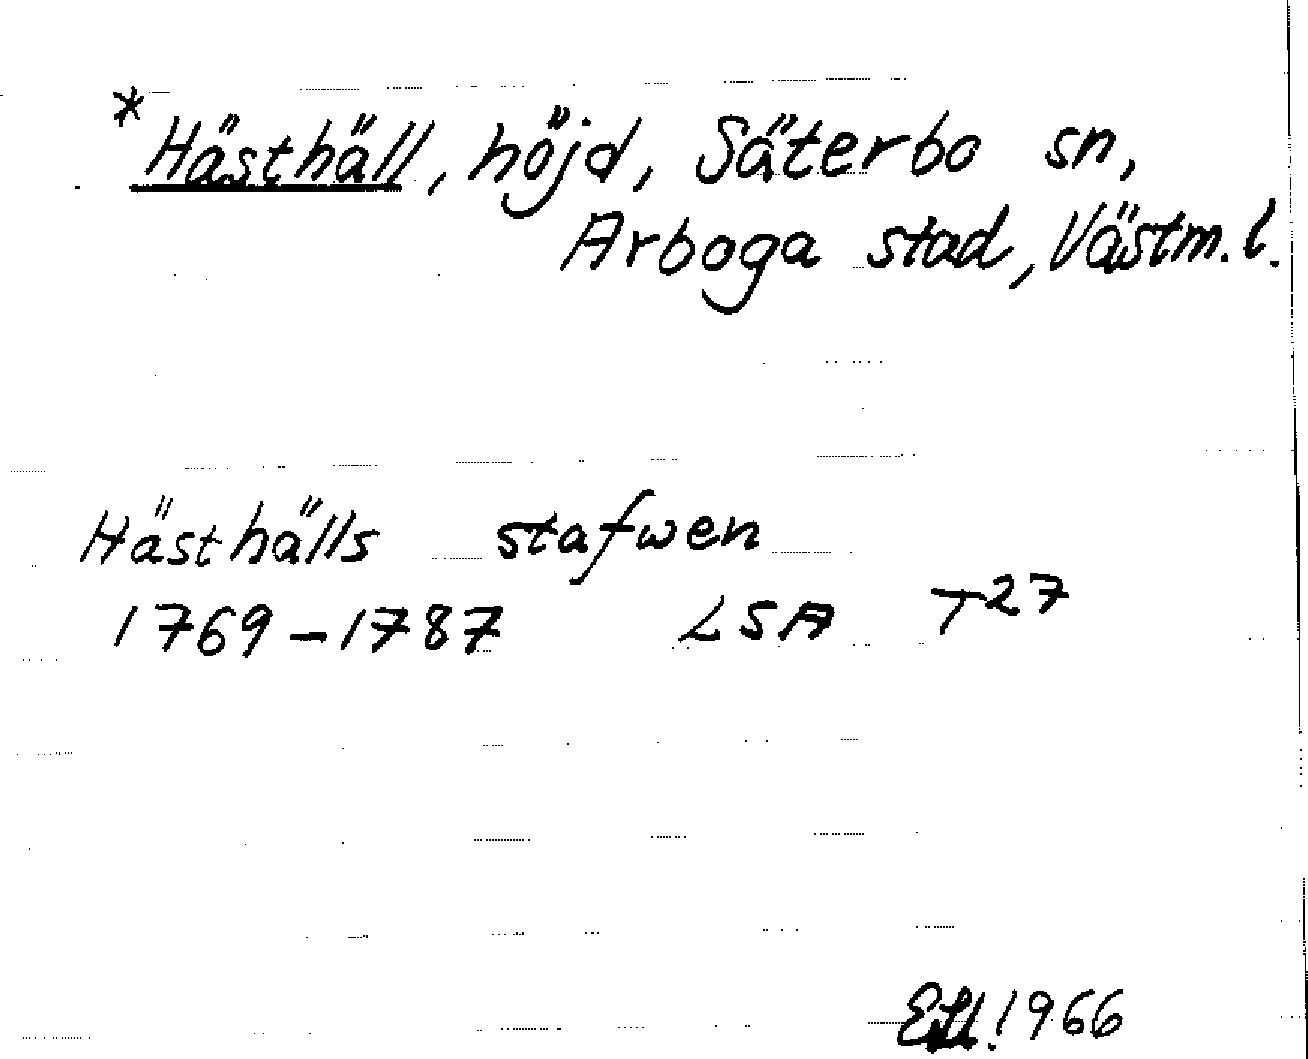 *Hästhäll, höjd, Säterbo sn,
Arboga stad, Västm. l.
Hästhälls stafwen
1769-1787 LSA T27
1966